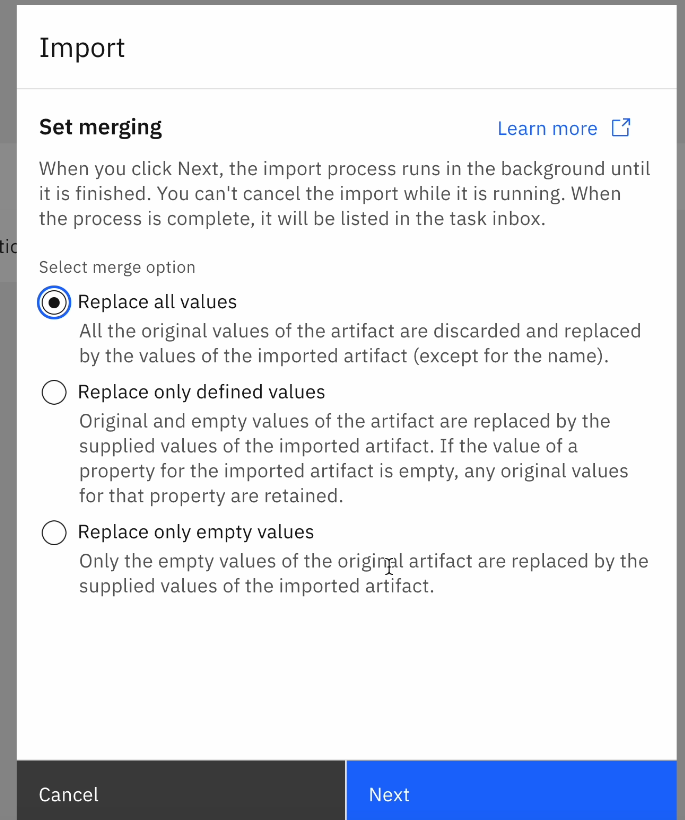 Import
Set merging
Learn more
When you click Next, the import process runs in the background until
it is finished. You can't cancel the import while it is running. When
the process is complete, it will be listed in the task inbox.
tic
Select merge option
Replace all values
All the original values of the artifact are discarded and replaced
by the values of the imported artifact (except for the name).
Replace only defined values
Original and empty values of the artifact are replaced by the
supplied values of the imported artifact. If the value of a
property for the imported artifact is empty, any original values
for that property are retained.
Replace only empty values
Only the empty values of the original artifact are replaced by the
supplied values of the imported artifact.
Cancel
Next